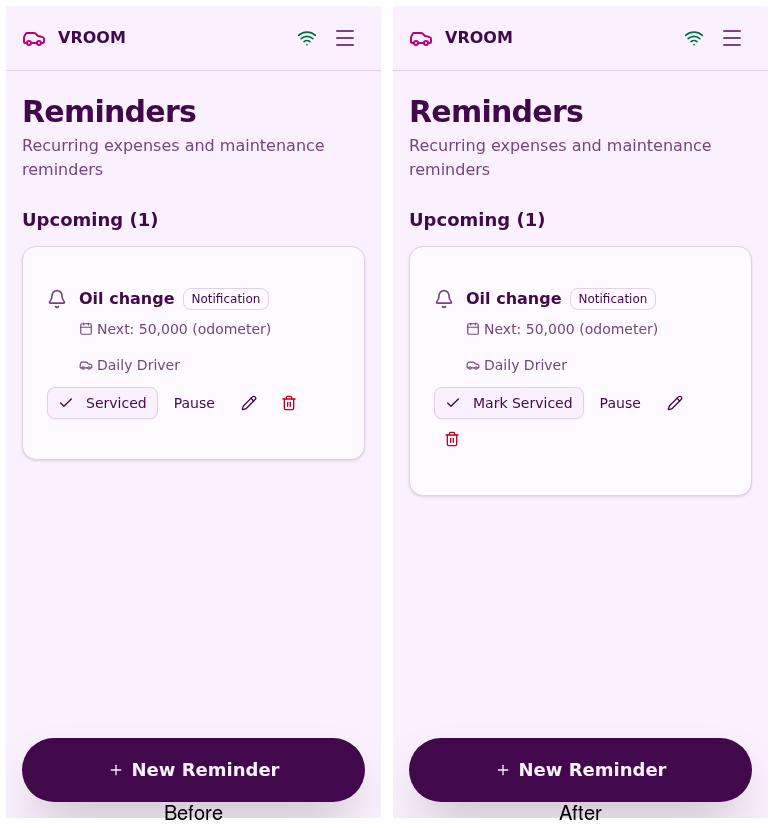 VROOM
Reminders
Recurring expenses and maintenance
reminders
Upcoming (1)
Oil change Notification
Next: 50,000 (odometer)
Daily Driver
Serviced Pause
+ New Reminder
Before
VROOM
Reminders
Recurring expenses and maintenance
reminders
Upcoming (1)
Oil change Notification
Next: 50,000 (odometer)
Daily Driver
Mark Serviced Pause
+ New Reminder
After